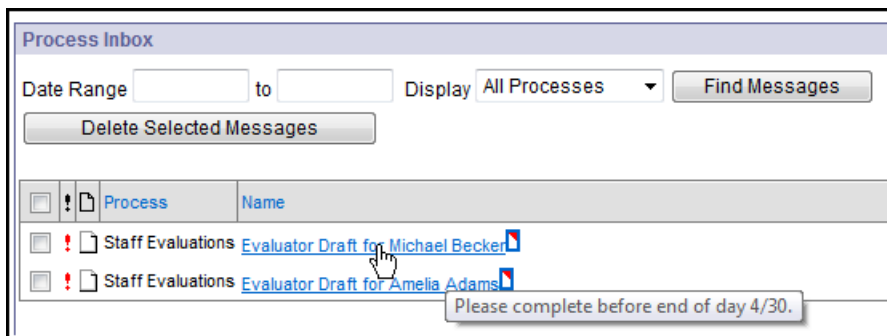 Process Inbox
Date Range to Display All Processes Find Messages
Delete Selected Messages
Process Name
Staff Evaluations Evaluator Draft for Michael Becker
Staff Evaluations Evaluator Draft for Amelia Adams
Please complete before end of day 4/30.